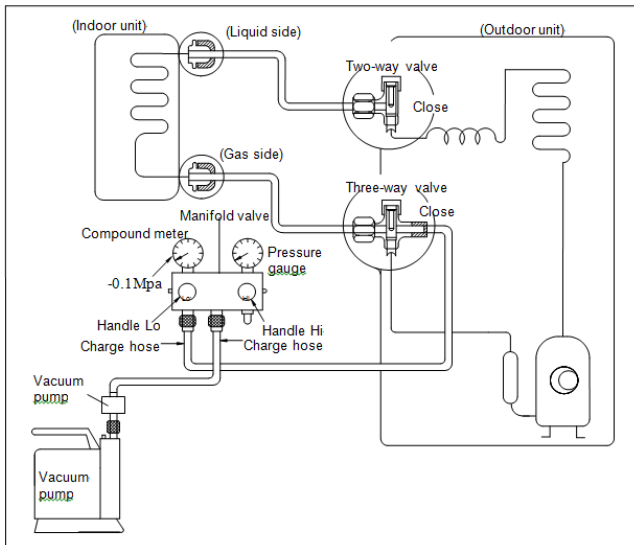 (Indoor unit)
(Liquid side)
(Outdoor unit)
Two-way valve
Close
(Gas side)
Three-way valve
Close
Manifold valve
Compound meter
Pressure
gauge
-0.1Mpa
Handle Lo
Handle Hi
Charge hose
Charge hose
Vacuum
pump
Vacuum
pump